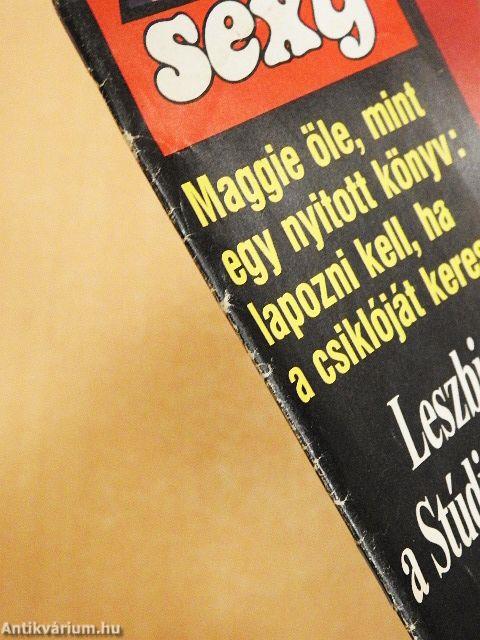 sexy
Maggie öle, mint
egy nyitott könyv:
lapozni kell, ha
a csiklóját keres
Leszbi
a Stúdi
Antikvárium.hu